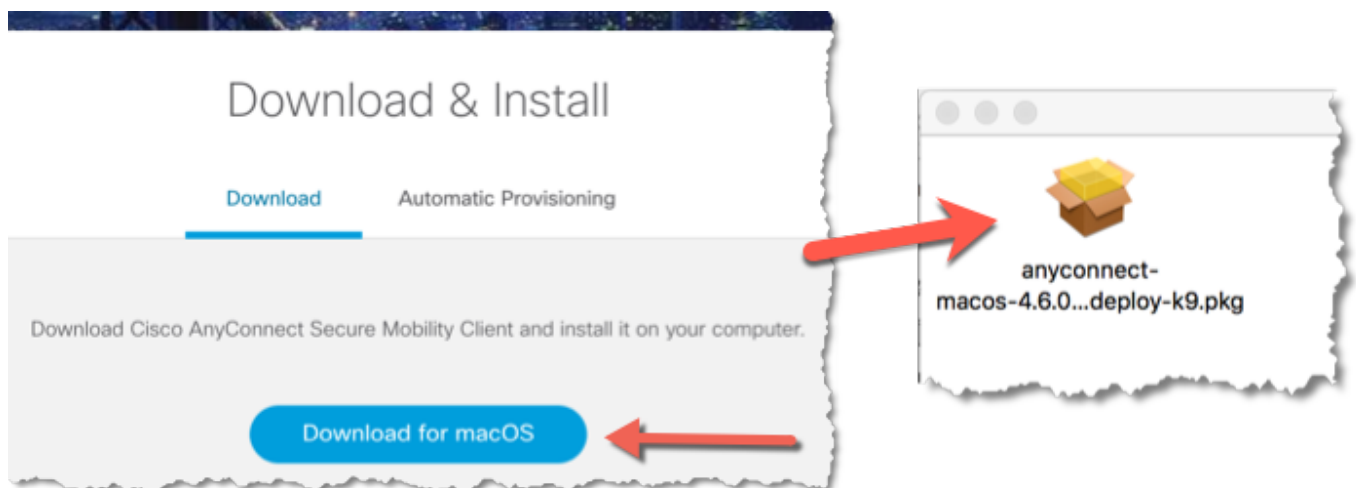 Download & Install
Download
Automatic Provisioning
Download Cisco AnyConnect Secure Mobility Client and install it on your computer.
Download for macOS
anyconnect-
macos-4.6.0...deploy-k9.pkg